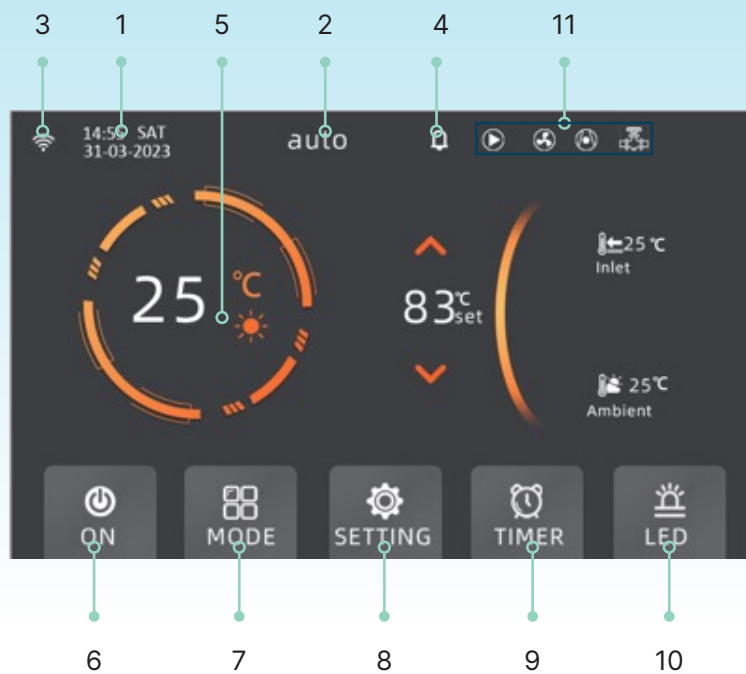 3 1 5 2 4 11
14:55 SAT
31-03-2023
auto
25 °C
83 °C
set
25 °C
Inlet
25 °C
Ambient
ON MODE SETTING TIMER LED
6 7 8 9 10